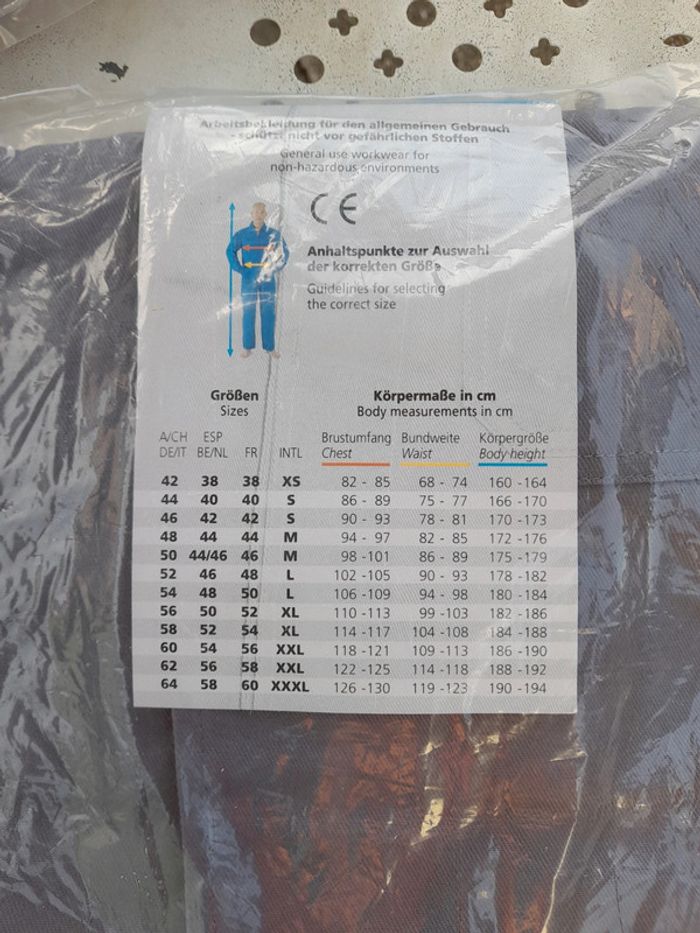 Arbeitsbekleidung für den allgemeinen Gebrauch
- schützt nicht vor gefährlichen Stoffen
General use workwear for
non-hazardous environments
CE
Anhaltspunkte zur Auswahl
der korrekten Größe
Guidelines for selecting
the correct size
Größen Körpermaße in cm
Sizes Body measurements in cm
A/CH ESP Brustumfang Bundweite Körpergröße
DE/IT BE/NL FR INTL Chest Waist Body-height
42 38 38 XS 82 - 85 68 - 74 160 -164
44 40 40 S 86 - 89 75 - 77 166 -170
46 42 42 S 90 - 93 78 - 81 170 -173
48 44 44 M 94 - 97 82 - 85 172 -176
50 44/46 46 M 98 -101 86 - 89 175 -179
52 46 48 L 102 -105 90 - 93 178 -182
54 48 50 L 106 -109 94 - 98 180 -184
56 50 52 XL 110 -113 99 -103 182 -186
58 52 54 XL 114 -117 104 -108 184 -188
60 54 56 XXL 118 -121 109 -113 186 -190
62 56 58 XXL 122 -125 114 -118 188 -192
64 58 60 XXXL 126 -130 119 -123 190 -194